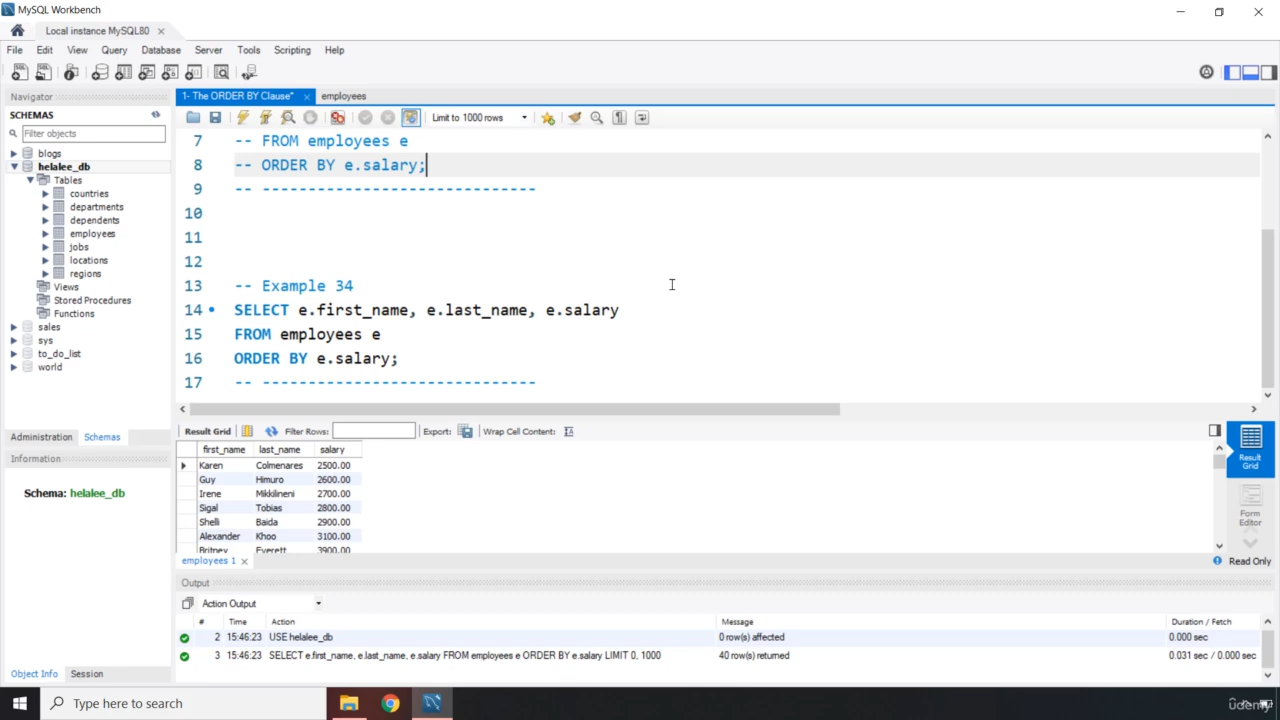 MySQL Workbench
Local instance MySQL80
File Edit View Query Database Server Tools Scripting Help
Navigator
SCHEMAS
Filter objects
blogs
helalee_db
Tables
countries
departments
dependents
employees
jobs
locations
regions
Views
Stored Procedures
Functions
sales
sys
to_do_list
world
Administration Schemas
Information
Schema: helalee_db
Object Info Session
1- The ORDER BY Clause* employees
Limit to 1000 rows
7 -- FROM employees e
8 -- ORDER BY e.salary;
9 -- ------------------------------
10
11
12
13 -- Example 34
14 SELECT e.first_name, e.last_name, e.salary
15 FROM employees e
16 ORDER BY e.salary;
17 -- ------------------------------
Result Grid Filter Rows: Export: Wrap Cell Content:
first_name last_name salary
Karen Colmenares 2500.00
Guy Himuro 2600.00
Irene Mikkilineni 2700.00
Sigal Tobias 2800.00
Shelli Baida 2900.00
Alexander Khoo 3100.00
Britney Everett 3900.00
Result
Grid
Form
Editor
employees 1
Read Only
Output
Action Output
# Time Action Message Duration / Fetch
2 15:46:23 USE helalee_db 0 row(s) affected 0.000 sec
3 15:46:23 SELECT e.first_name, e.last_name, e.salary FROM employees e ORDER BY e.salary LIMIT 0, 1000 40 row(s) returned 0.031 sec / 0.000 sec
Type here to search
udemy